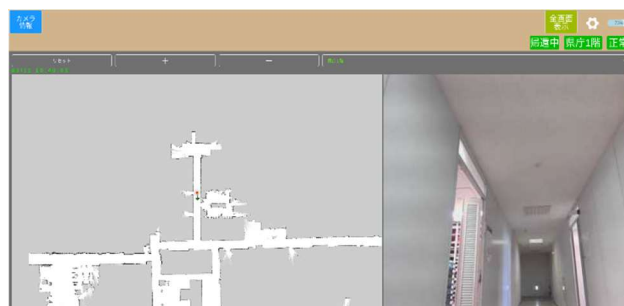 カメラ
情報
全画面
表示
帰還中 県庁1階 正常
リセット + −